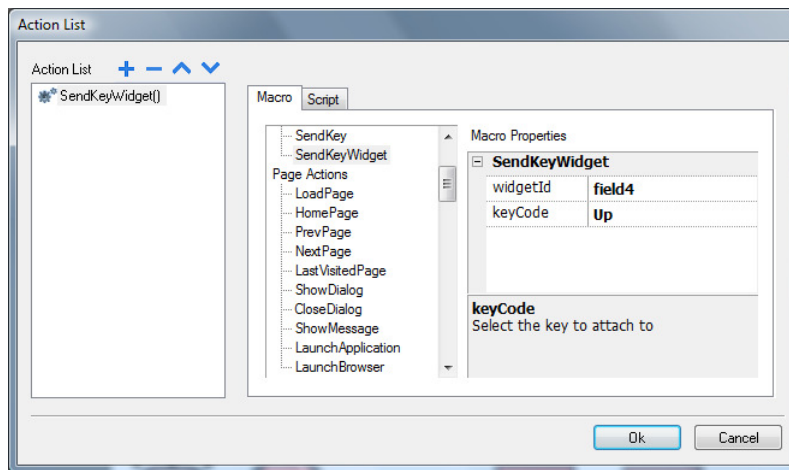 Action List
Action List
SendKeyWidget()
Macro
Script
SendKey
SendKeyWidget
Page Actions
LoadPage
HomePage
PrevPage
NextPage
LastVisitedPage
ShowDialog
CloseDialog
ShowMessage
LaunchApplication
LaunchBrowser
Macro Properties
SendKeyWidget
widgetId field4
keyCode Up
keyCode
Select the key to attach to
Ok
Cancel